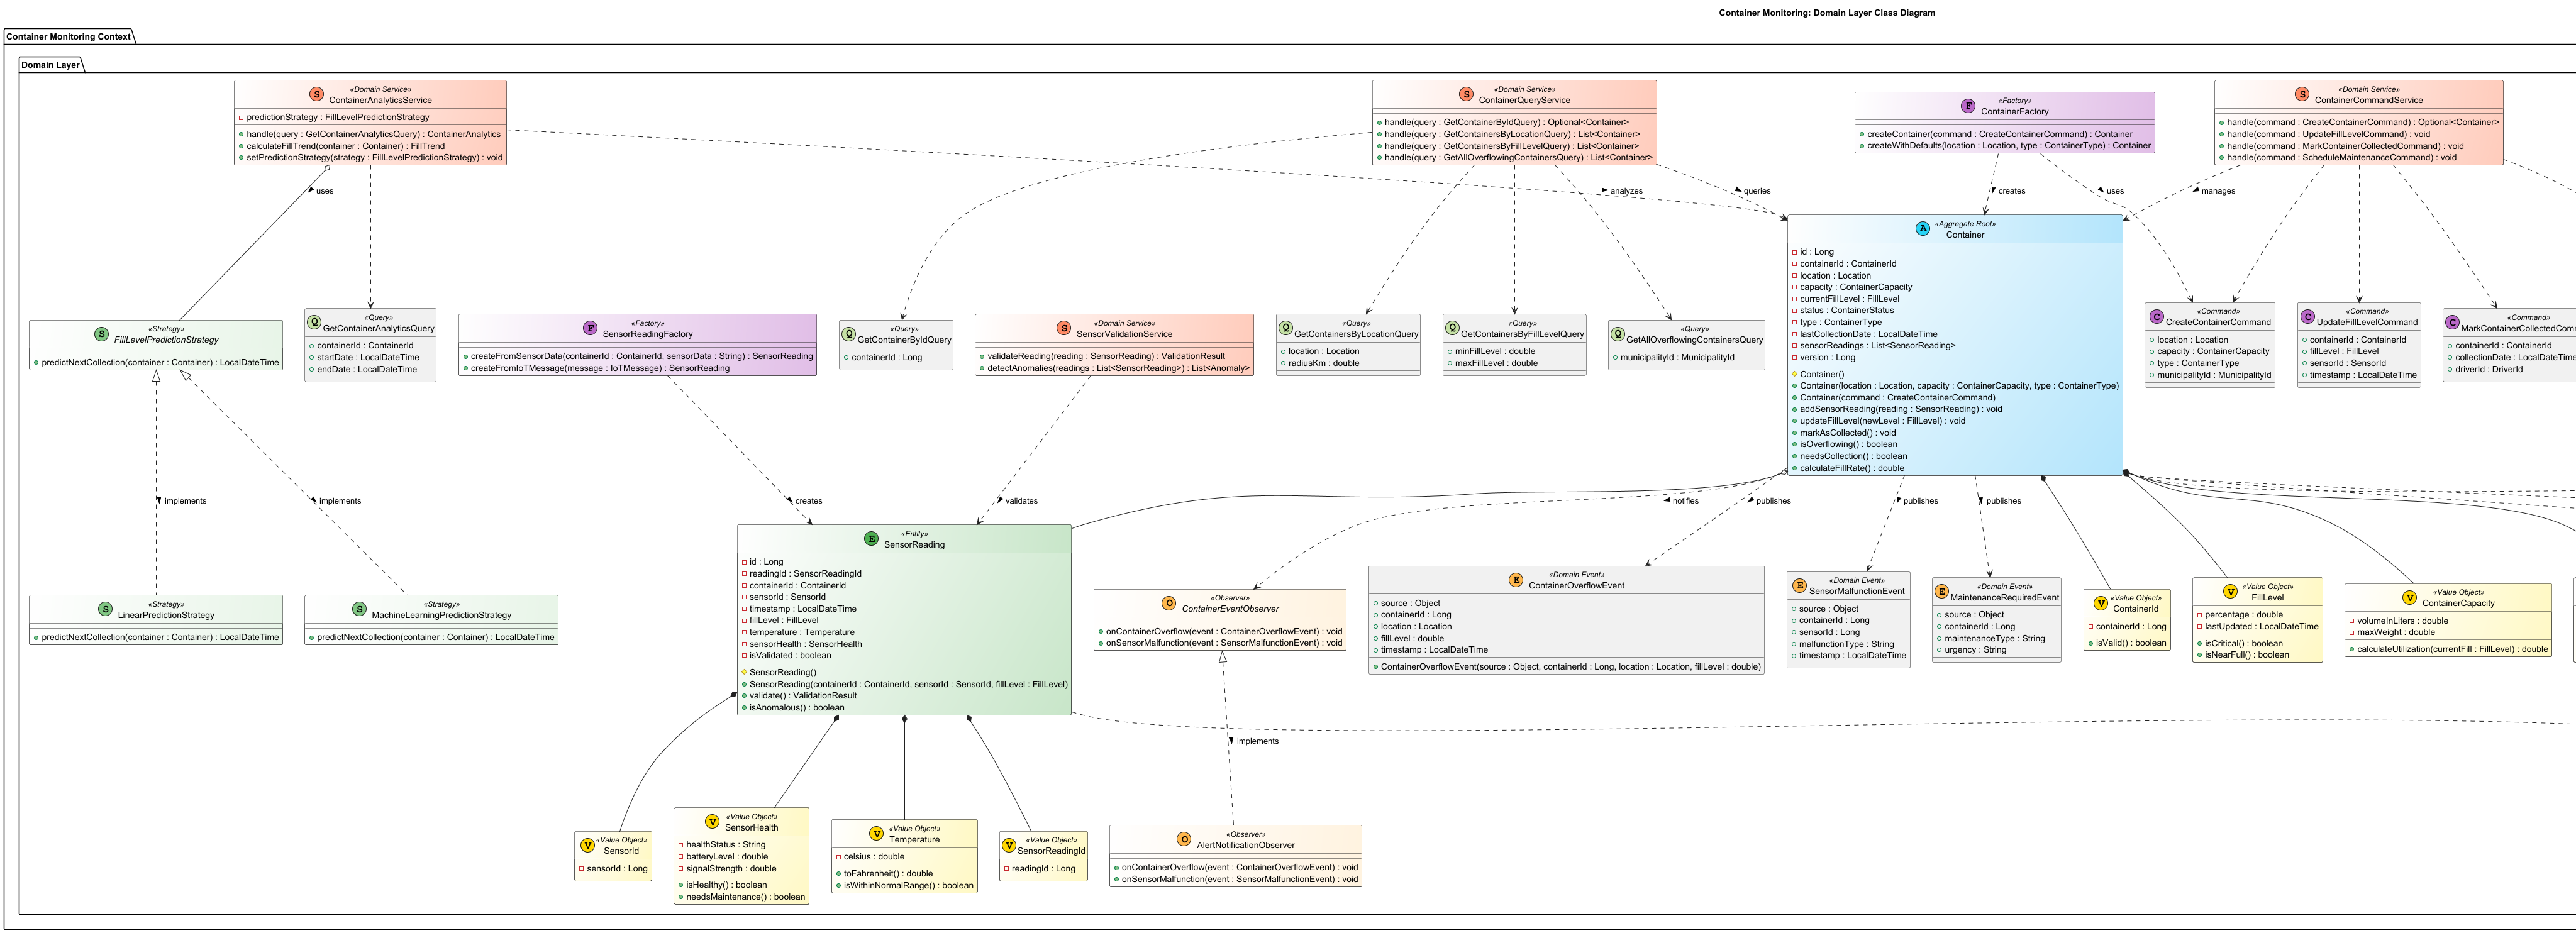 Container Monitoring: Domain Layer Class Diagram
Container Monitoring Context
Domain Layer
«Domain Service»
S ContainerAnalyticsService
predictionStrategy : FillLevelPredictionStrategy
handle(query : GetContainerAnalyticsQuery) : ContainerAnalytics
calculateFillTrend(container : Container) : FillTrend
setPredictionStrategy(strategy : FillLevelPredictionStrategy) : void
«Domain Service»
S ContainerQueryService
handle(query : GetContainerByIdQuery) : Optional<Container>
handle(query : GetContainersByLocationQuery) : List<Container>
handle(query : GetContainersByFillLevelQuery) : List<Container>
handle(query : GetAllOverflowingContainersQuery) : List<Container>
«Factory»
F ContainerFactory
createContainer(command : CreateContainerCommand) : Container
createWithDefaults(location : Location, type : ContainerType) : Container
«Domain Service»
S ContainerCommandService
handle(command : CreateContainerCommand) : Optional<Container>
handle(command : UpdateFillLevelCommand) : void
handle(command : MarkContainerCollectedCommand) : void
handle(command : ScheduleMaintenanceCommand) : void
uses
analyzes
queries
creates
uses
manages
«Aggregate Root»
A Container
id : Long
containerId : ContainerId
location : Location
capacity : ContainerCapacity
currentFillLevel : FillLevel
status : ContainerStatus
type : ContainerType
lastCollectionDate : LocalDateTime
sensorReadings : List<SensorReading>
version : Long
Container()
Container(location : Location, capacity : ContainerCapacity, type : ContainerType)
Container(command : CreateContainerCommand)
addSensorReading(reading : SensorReading) : void
updateFillLevel(newLevel : FillLevel) : void
markAsCollected() : void
isOverflowing() : boolean
needsCollection() : boolean
calculateFillRate() : double
«Strategy»
S FillLevelPredictionStrategy
predictNextCollection(container : Container) : LocalDateTime
«Query»
Q GetContainerAnalyticsQuery
containerId : ContainerId
startDate : LocalDateTime
endDate : LocalDateTime
«Factory»
F SensorReadingFactory
createFromSensorData(containerId : ContainerId, sensorData : String) : SensorReading
createFromIoTMessage(message : IoTMessage) : SensorReading
«Query»
Q GetContainerByIdQuery
containerId : Long
«Domain Service»
S SensorValidationService
validateReading(reading : SensorReading) : ValidationResult
detectAnomalies(readings : List<SensorReading>) : List<Anomaly>
«Query»
Q GetContainersByLocationQuery
location : Location
radiusKm : double
«Query»
Q GetContainersByFillLevelQuery
minFillLevel : double
maxFillLevel : double
«Query»
Q GetAllOverflowingContainersQuery
municipalityId : MunicipalityId
«Command»
C CreateContainerCommand
location : Location
capacity : ContainerCapacity
type : ContainerType
municipalityId : MunicipalityId
«Command»
C UpdateFillLevelCommand
containerId : ContainerId
fillLevel : FillLevel
sensorId : SensorId
timestamp : LocalDateTime
«Command»
C MarkContainerCollectedComm
containerId : ContainerId
collectionDate : LocalDateTime
driverId : DriverId
implements
implements
creates
validates
notifies
publishes
publishes
publishes
«Entity»
E SensorReading
id : Long
readingId : SensorReadingId
containerId : ContainerId
sensorId : SensorId
timestamp : LocalDateTime
fillLevel : FillLevel
temperature : Temperature
sensorHealth : SensorHealth
isValidated : boolean
SensorReading()
SensorReading(containerId : ContainerId, sensorId : SensorId, fillLevel : FillLevel)
validate() : ValidationResult
isAnomalous() : boolean
«Strategy»
S LinearPredictionStrategy
predictNextCollection(container : Container) : LocalDateTime
«Strategy»
S MachineLearningPredictionStrategy
predictNextCollection(container : Container) : LocalDateTime
«Observer»
O ContainerEventObserver
onContainerOverflow(event : ContainerOverflowEvent) : void
onSensorMalfunction(event : SensorMalfunctionEvent) : void
«Domain Event»
E ContainerOverflowEvent
source : Object
containerId : Long
location : Location
fillLevel : double
timestamp : LocalDateTime
ContainerOverflowEvent(source : Object, containerId : Long, location : Location, fillLevel : double)
«Domain Event»
E SensorMalfunctionEvent
source : Object
containerId : Long
sensorId : Long
malfunctionType : String
timestamp : LocalDateTime
«Domain Event»
E MaintenanceRequiredEvent
source : Object
containerId : Long
maintenanceType : String
urgency : String
«Value Object»
V ContainerId
containerId : Long
isValid() : boolean
«Value Object»
V FillLevel
percentage : double
lastUpdated : LocalDateTime
isCritical() : boolean
isNearFull() : boolean
«Value Object»
V ContainerCapacity
volumeInLiters : double
maxWeight : double
calculateUtilization(currentFill : FillLevel) : double
implements
«Value Object»
V SensorId
sensorId : Long
«Value Object»
V SensorHealth
healthStatus : String
batteryLevel : double
signalStrength : double
isHealthy() : boolean
needsMaintenance() : boolean
«Value Object»
V Temperature
celsius : double
toFahrenheit() : double
isWithinNormalRange() : boolean
«Value Object»
V SensorReadingId
readingId : Long
«Observer»
O AlertNotificationObserver
onContainerOverflow(event : ContainerOverflowEvent) : void
onSensorMalfunction(event : SensorMalfunctionEvent) : void